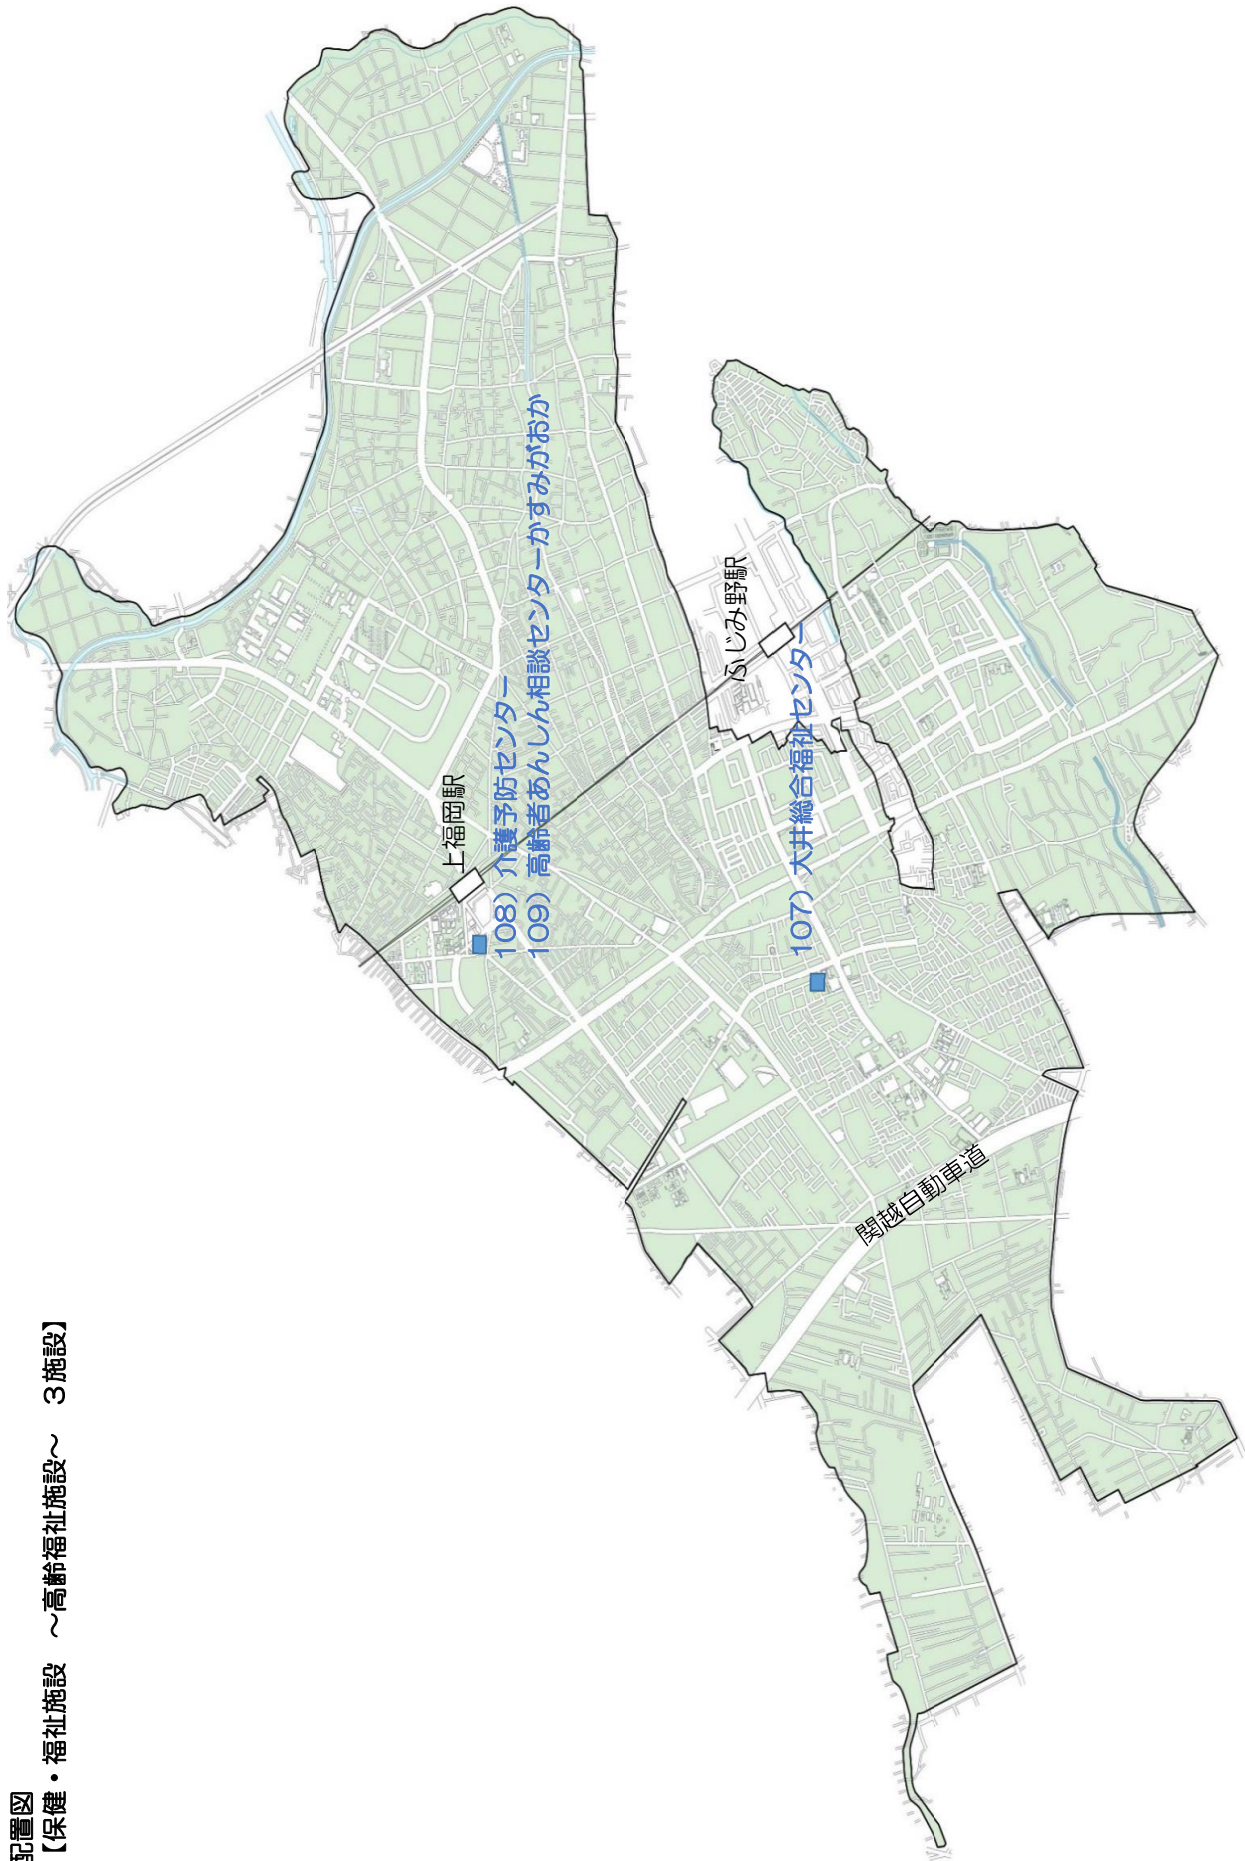 配置図
【保健・福祉施設 ～高齢福祉施設～ 3施設】
上福岡駅
108）介護予防センター
109）高齢者あんしん相談センターかすみがおか
ふじみ野駅
107）大井総合福祉センター
関越自動車道